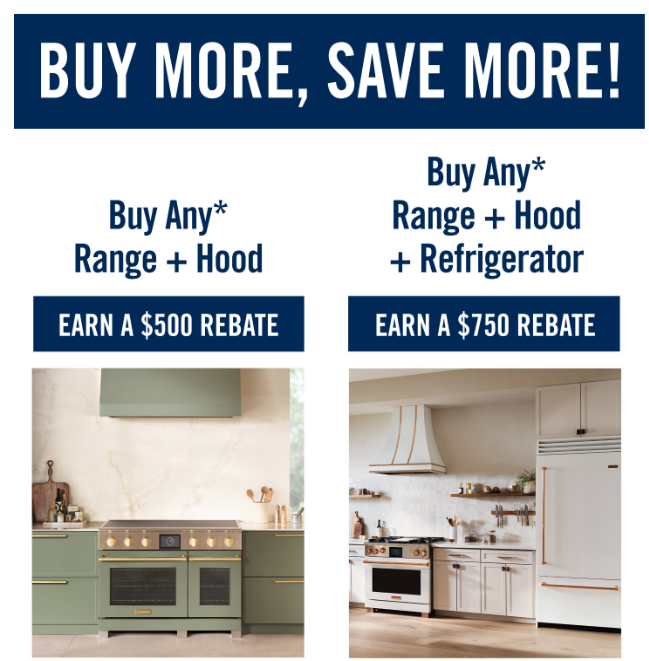 BUY MORE, SAVE MORE!
Buy Any*
Range + Hood
EARN A $500 REBATE
Buy Any*
Range + Hood
+ Refrigerator
EARN A $750 REBATE